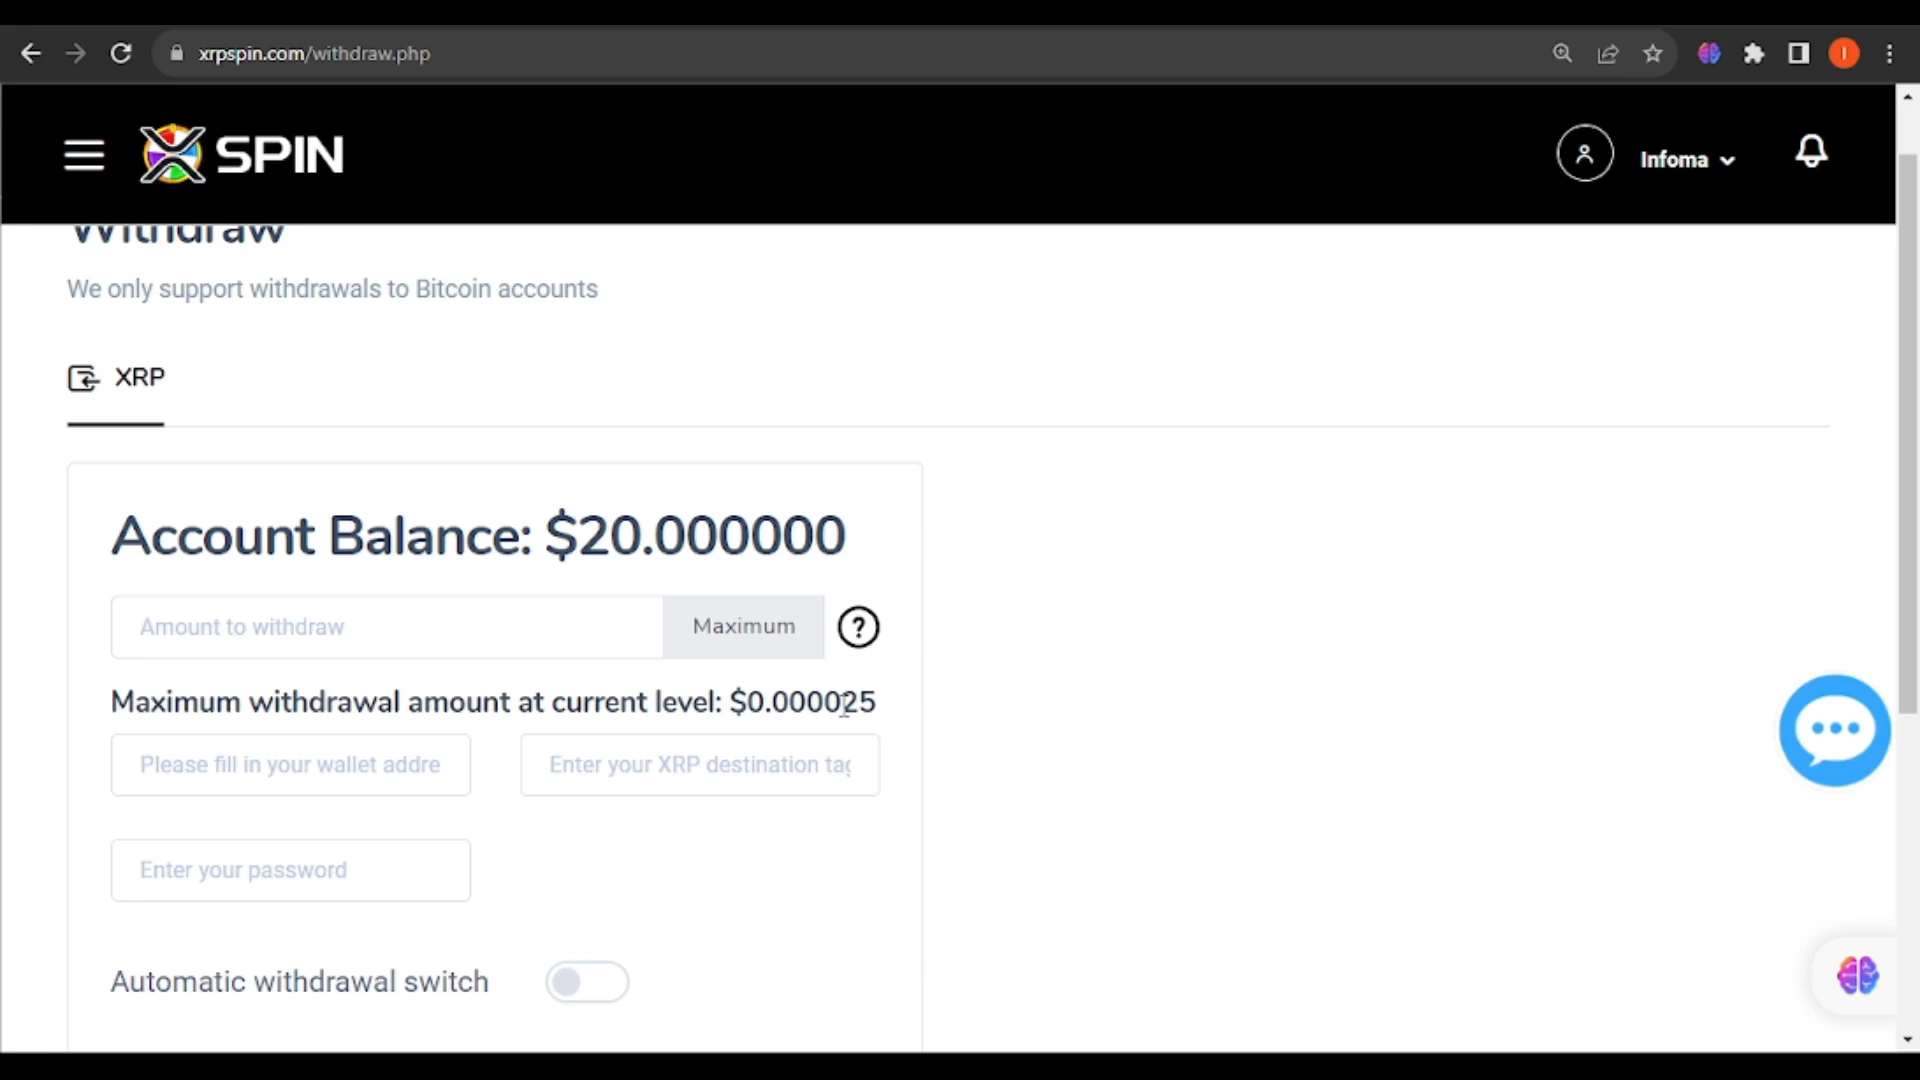 xrpspin.com/withdraw.php
SPIN
Infoma
Withdraw
We only support withdrawals to Bitcoin accounts
XRP
Account Balance: $20.000000
Amount to withdraw
Maximum
?
Maximum withdrawal amount at current level: $0.000025
Please fill in your wallet addre
Enter your XRP destination tag
Enter your password
Automatic withdrawal switch